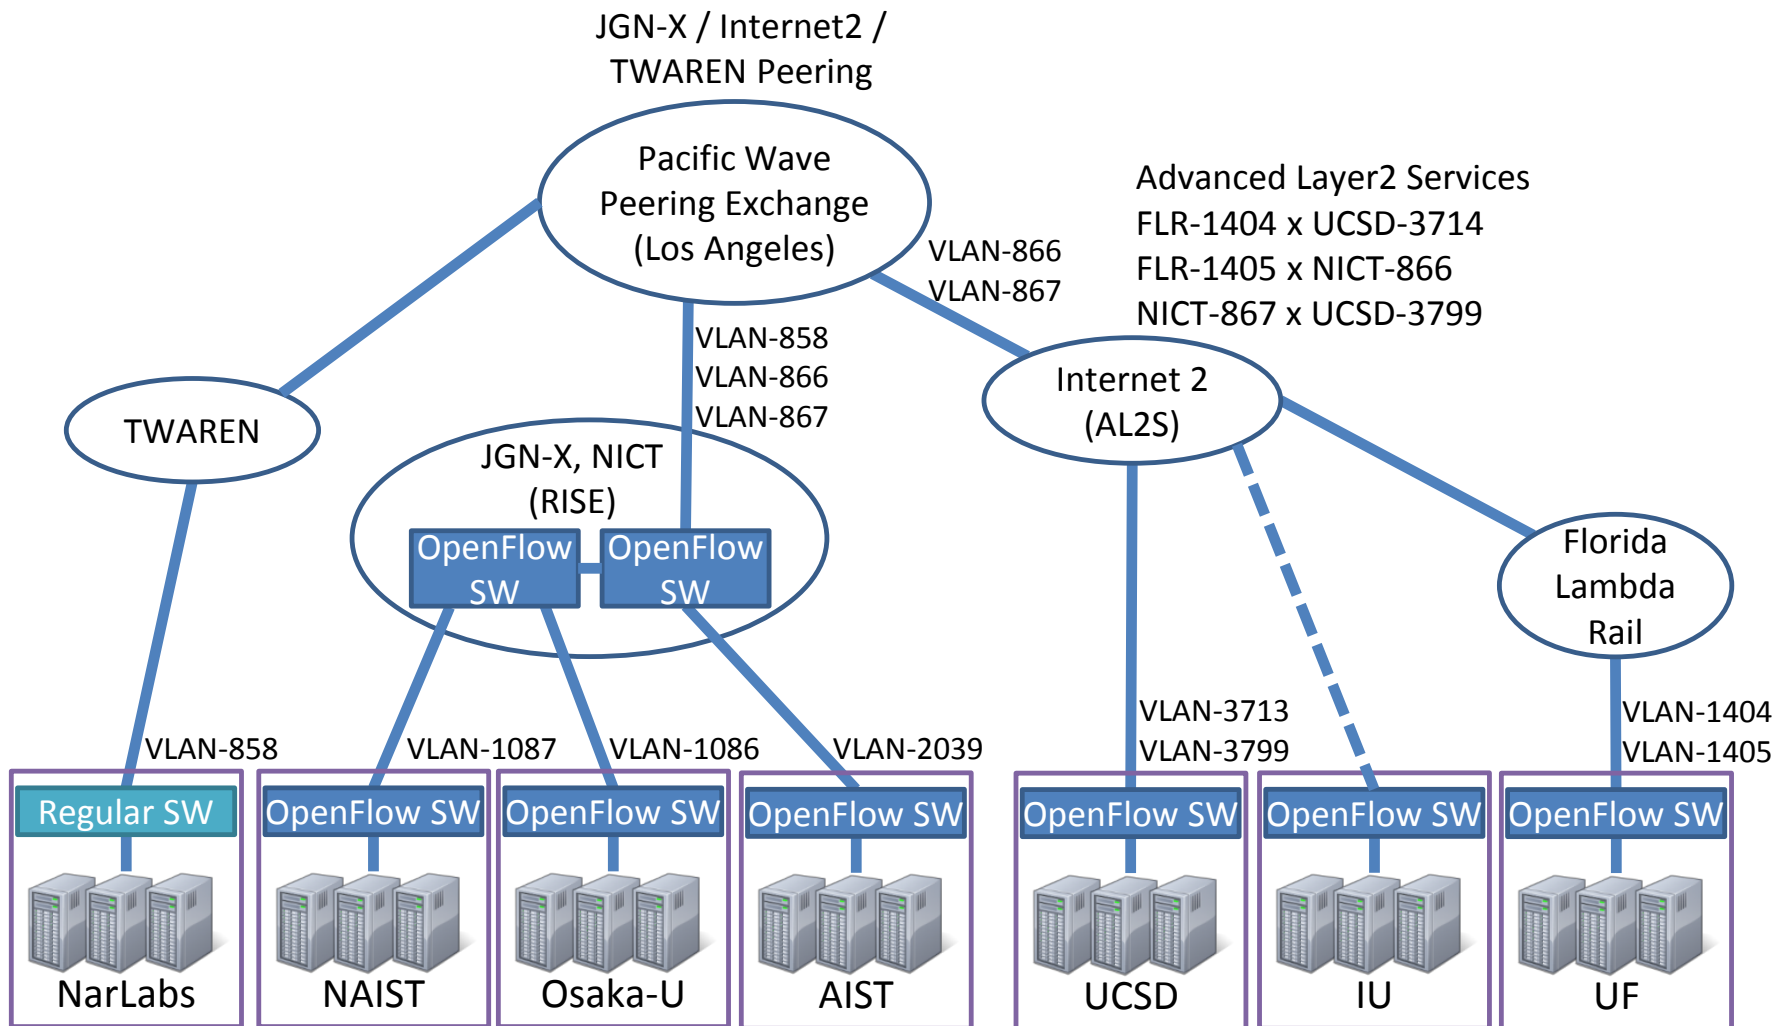 JGN-X / Internet2 /
TWAREN Peering
Pacific Wave
Peering Exchange
(Los Angeles)
Advanced Layer2 Services
FLR-1404 x UCSD-3714
FLR-1405 x NICT-866
NICT-867 x UCSD-3799
VLAN-866
VLAN-867
VLAN-858
VLAN-866
VLAN-867
Internet 2
(AL2S)
TWAREN
JGN-X, NICT
(RISE)
OpenFlow
SW
OpenFlow
SW
Florida
Lambda
Rail
VLAN-858
VLAN-1087
VLAN-1086
VLAN-2039
VLAN-3713
VLAN-3799
VLAN-1404
VLAN-1405
Regular SW
OpenFlow SW
OpenFlow SW
OpenFlow SW
OpenFlow SW
OpenFlow SW
OpenFlow SW
NarLabs
NAIST
Osaka-U
AIST
UCSD
IU
UF